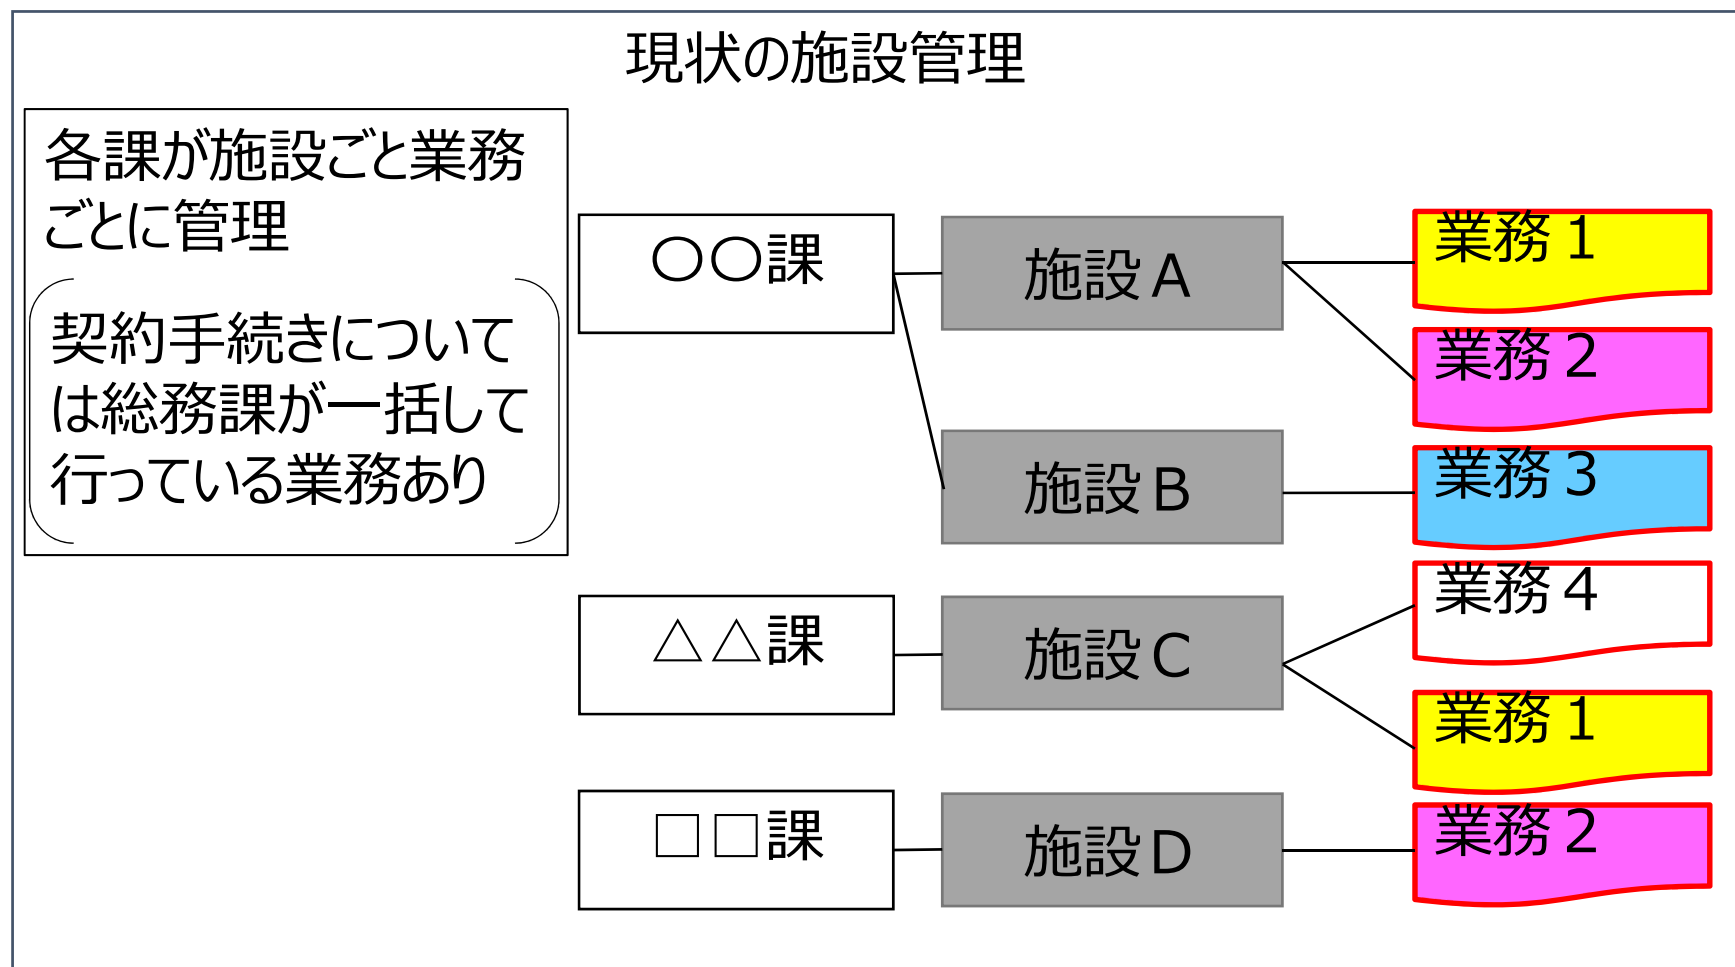 現状の施設管理
各課が施設ごと業務
ごとに管理
契約手続きについて
は総務課が一括して
行っている業務あり
〇〇課
施設A
業務1
業務2
施設B
業務3
△△課
施設C
業務4
業務1
□□課
施設D
業務2